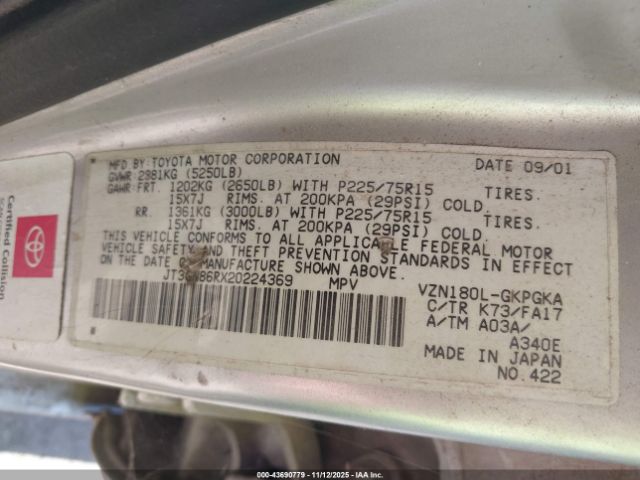 MFD BY: TOYOTA MOTOR CORPORATION DATE 09/01
GVWR 2381KG (5250LB)
GAWR: FRT. 1202KG (2650LB) WITH P225/75R15 TIRES.
15X7J RIMS. AT 200KPA (29PSI) COLD.
RR. 1361KG (3000LB) WITH P225/75R15 TIRES.
15X7J RIMS. AT 200KPA (29PSI) COLD.
THIS VEHICLE CONFORMS TO ALL APPLICABLE FEDERAL MOTOR
VEHICLE SAFETY AND THEFT PREVENTION STANDARDS IN EFFECT
ON THE DATE OF MANUFACTURE SHOWN ABOVE.
MPV VZN180L-GKPGKA
C/TR K73/FA17
A/TM A03A/
A340E
MADE IN JAPAN
NO. 422
Certified Collision
TOYOTA
000-43690779 - 11/12/2025 - IAAI.com